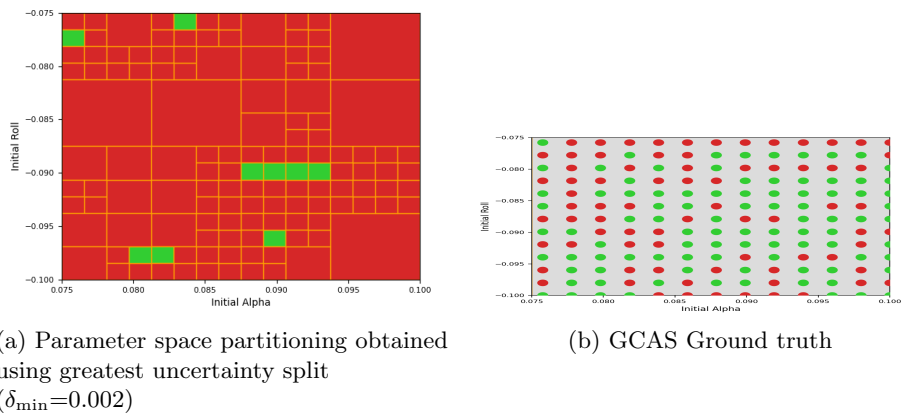 −0.075
−0.080
−0.085
−0.090
−0.095
−0.100
Initial Roll
0.075 0.080 0.085 0.090 0.095 0.100
Initial Alpha
(a) Parameter space partitioning obtained
using greatest uncertainty split
(δmin=0.002)
−0.075
−0.080
−0.085
−0.090
−0.095
−0.100
Initial Roll
0.075 0.080 0.085 0.090 0.095 0.100
Initial Alpha
(b) GCAS Ground truth